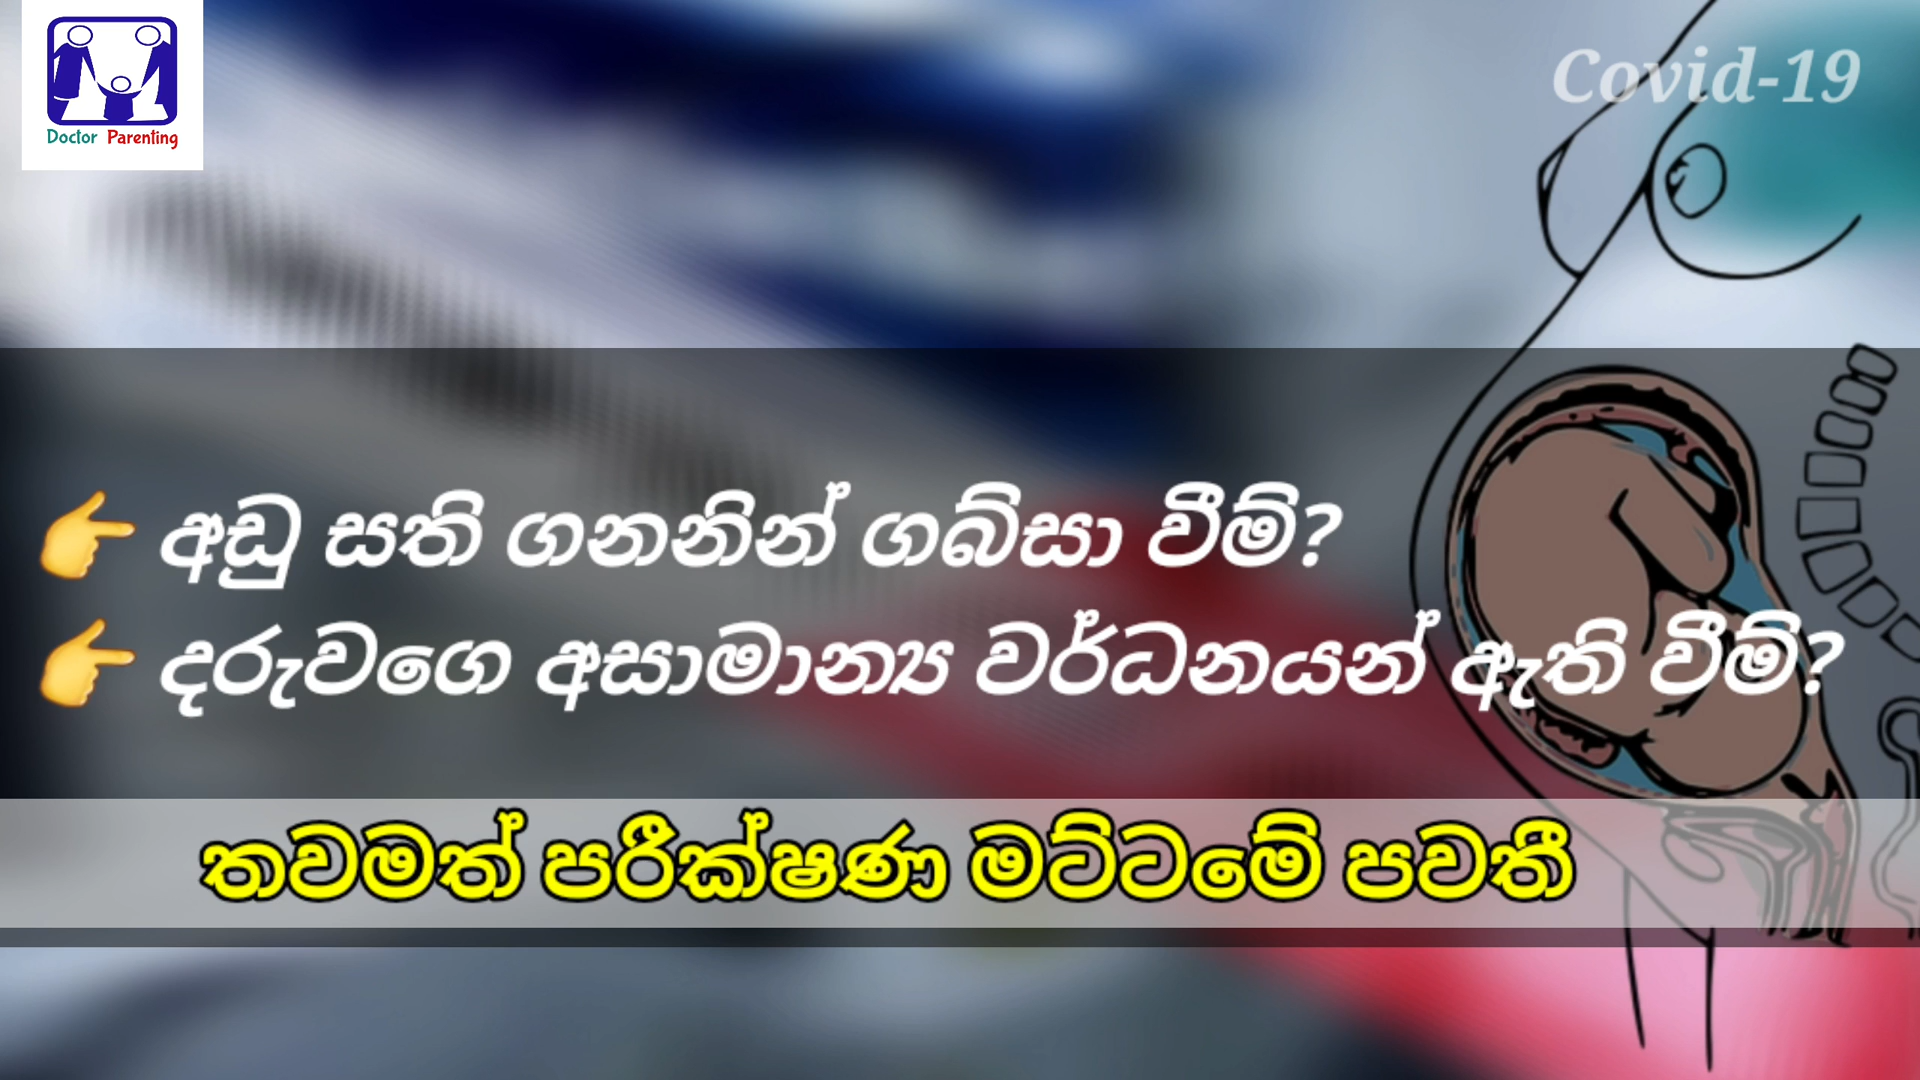 Doctor Parenting
Covid-19
👉 අඩු සති ගනනින් ගබ්සා වීම්?
👉 දරුවගෙ අසාමාන්‍ය වර්ධනයන් ඇති වීම්?
තවමත් පරීක්ෂණ මට්ටමේ පවතී